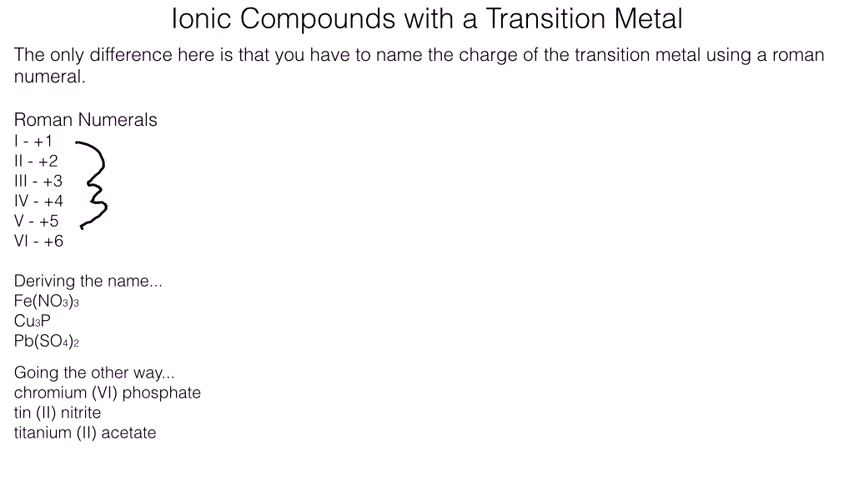 Ionic Compounds with a Transition Metal
The only difference here is that you have to name the charge of the transition metal using a roman
numeral.
Roman Numerals
I - +1
II - +2
III - +3
IV - +4
V - +5
VI - +6
Deriving the name...
Fe(NO₃)₃
Cu₃P
Pb(SO₄)₂
Going the other way...
chromium (VI) phosphate
tin (II) nitrite
titanium (II) acetate